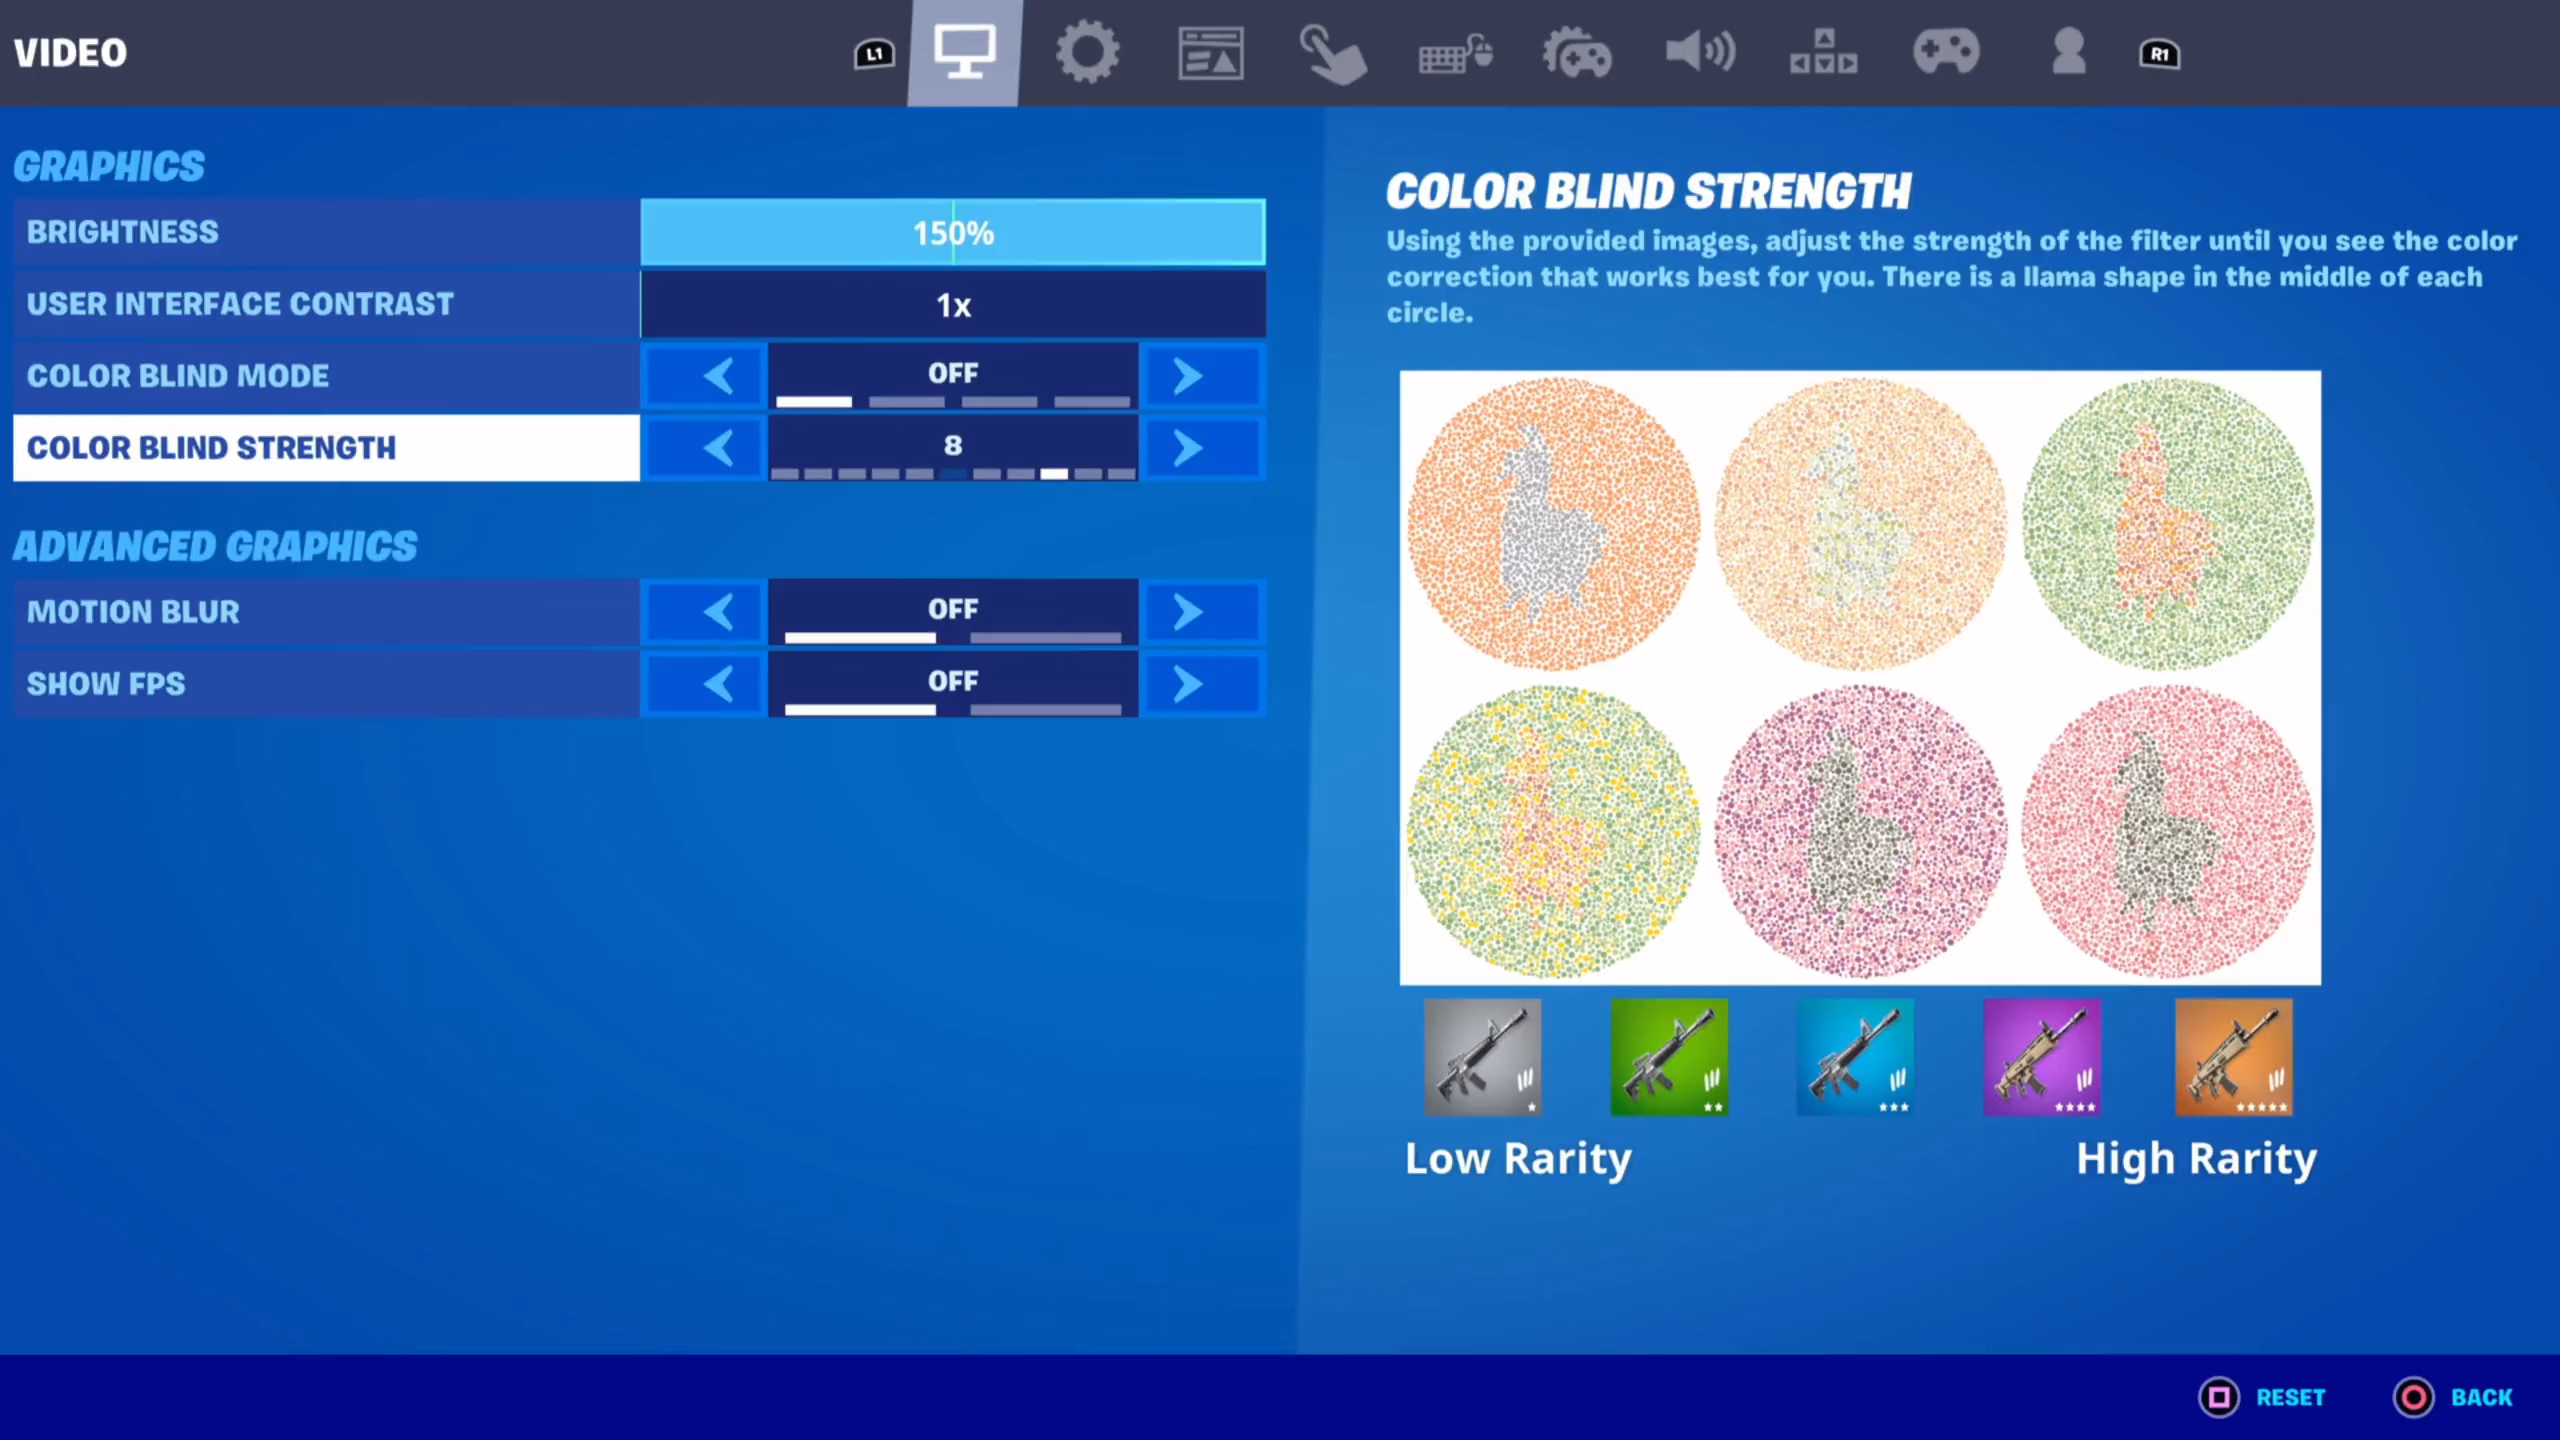 VIDEO
L1
R1
GRAPHICS
BRIGHTNESS
150%
USER INTERFACE CONTRAST
1x
COLOR BLIND MODE
OFF
COLOR BLIND STRENGTH
8
ADVANCED GRAPHICS
MOTION BLUR
OFF
SHOW FPS
OFF
COLOR BLIND STRENGTH
Using the provided images, adjust the strength of the filter until you see the color
correction that works best for you. There is a llama shape in the middle of each
circle.
Low Rarity
High Rarity
RESET
BACK